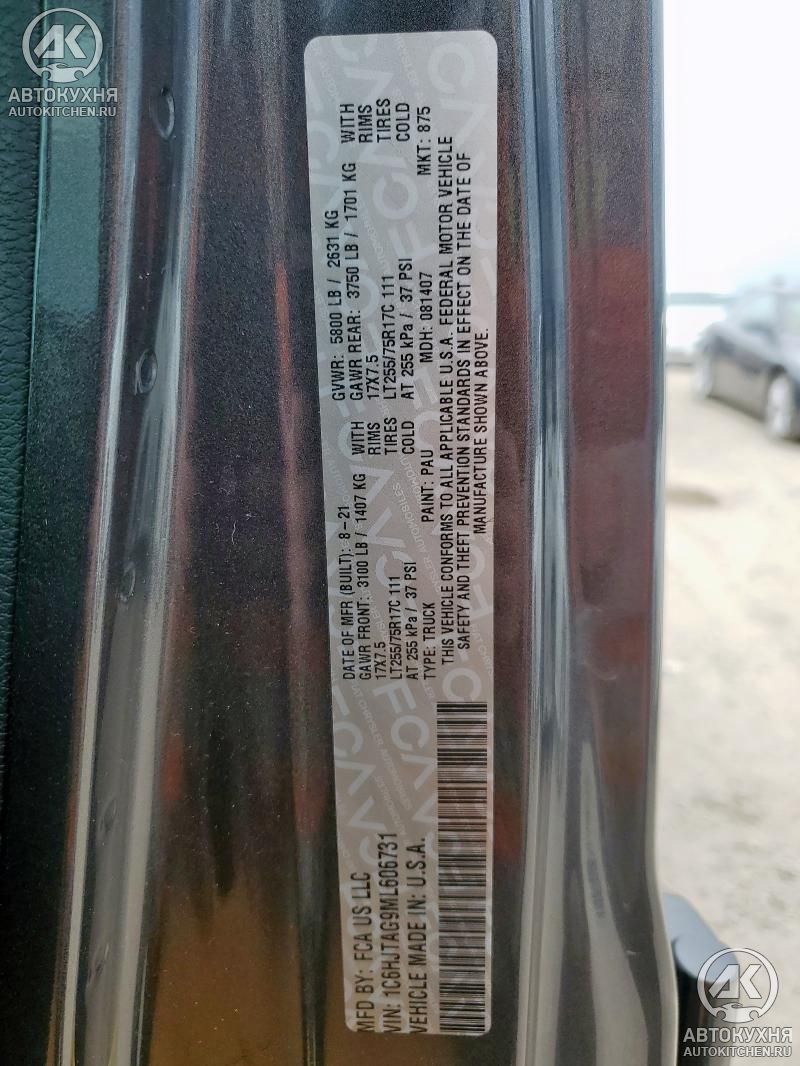 АВТОКУХНЯ
AUTOKITCHEN.RU
MFD BY: FCA US LLC
VIN: 1C6HJTAG9ML606731
VEHICLE MADE IN: U.S.A.
DATE OF MFR (BUILT): 8-21 GVWR: 5800 LB / 2631 KG
GAWR FRONT: 3100 LB / 1407 KG WITH GAWR REAR: 3750 LB / 1701 KG WITH
17X7.5 RIMS 17X7.5 RIMS
LT255/75R17C 111 TIRES LT255/75R17C 111 TIRES
AT 255 kPa / 37 PSI COLD AT 255 kPa / 37 PSI COLD
TYPE: TRUCK PAINT: PAU MDH: 081407 MKT: 875
THIS VEHICLE CONFORMS TO ALL APPLICABLE U.S.A. FEDERAL MOTOR VEHICLE
SAFETY AND THEFT PREVENTION STANDARDS IN EFFECT ON THE DATE OF
MANUFACTURE SHOWN ABOVE.
АВТОКУХНЯ
AUTOKITCHEN.RU